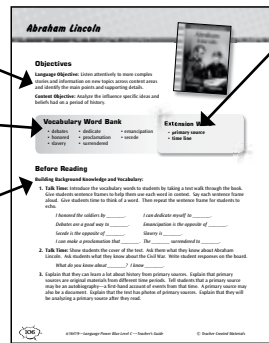 Abraham Lincoln
Abraham Lincoln
Objectives
Language Objective: Listen attentively to more complex
stories and information on new topics across content areas
and identify the main points and supporting details.
Content Objective: Analyze the influence specific ideas and
beliefs had on a period of history.
Vocabulary Word Bank
• debates • dedicate • emancipation
• honored • proclamation • secede
• slavery • surrendered
Extension W
• primary source
• time line
Before Reading
Building Background Knowledge and Vocabulary:
1. Talk Time: Introduce the vocabulary words to students by taking a text walk through the book.
Give students sentence frames to help them use each word in context. Say each sentence frame
aloud. Give students time to think of a word. Then repeat the sentence frame for students to
echo.
I honored the soldiers by ______. I can dedicate myself to ______.
Debates are a good way to ______. Emancipation is the opposite of ______.
Secede is the opposite of ______. Slavery is ______.
I can make a proclamation that ______. The ______ surrendered to ______.
2. Talk Time: Show students the cover of the text. Ask them what they know about Abraham
Lincoln. Ask students what they know about the Civil War. Write student responses on the board.
What do you know about ______? I know ______.
3. Explain that they can learn a lot about history from primary sources. Explain that primary
sources are original materials from different time periods. Tell students that a primary source
may be an autobiography—a first-hand account of events from that time. A primary source may
also be a document. Explain that the text has photos of primary sources. Explain that they will
be analyzing a primary source after they read.
106
© Teacher Created Materials